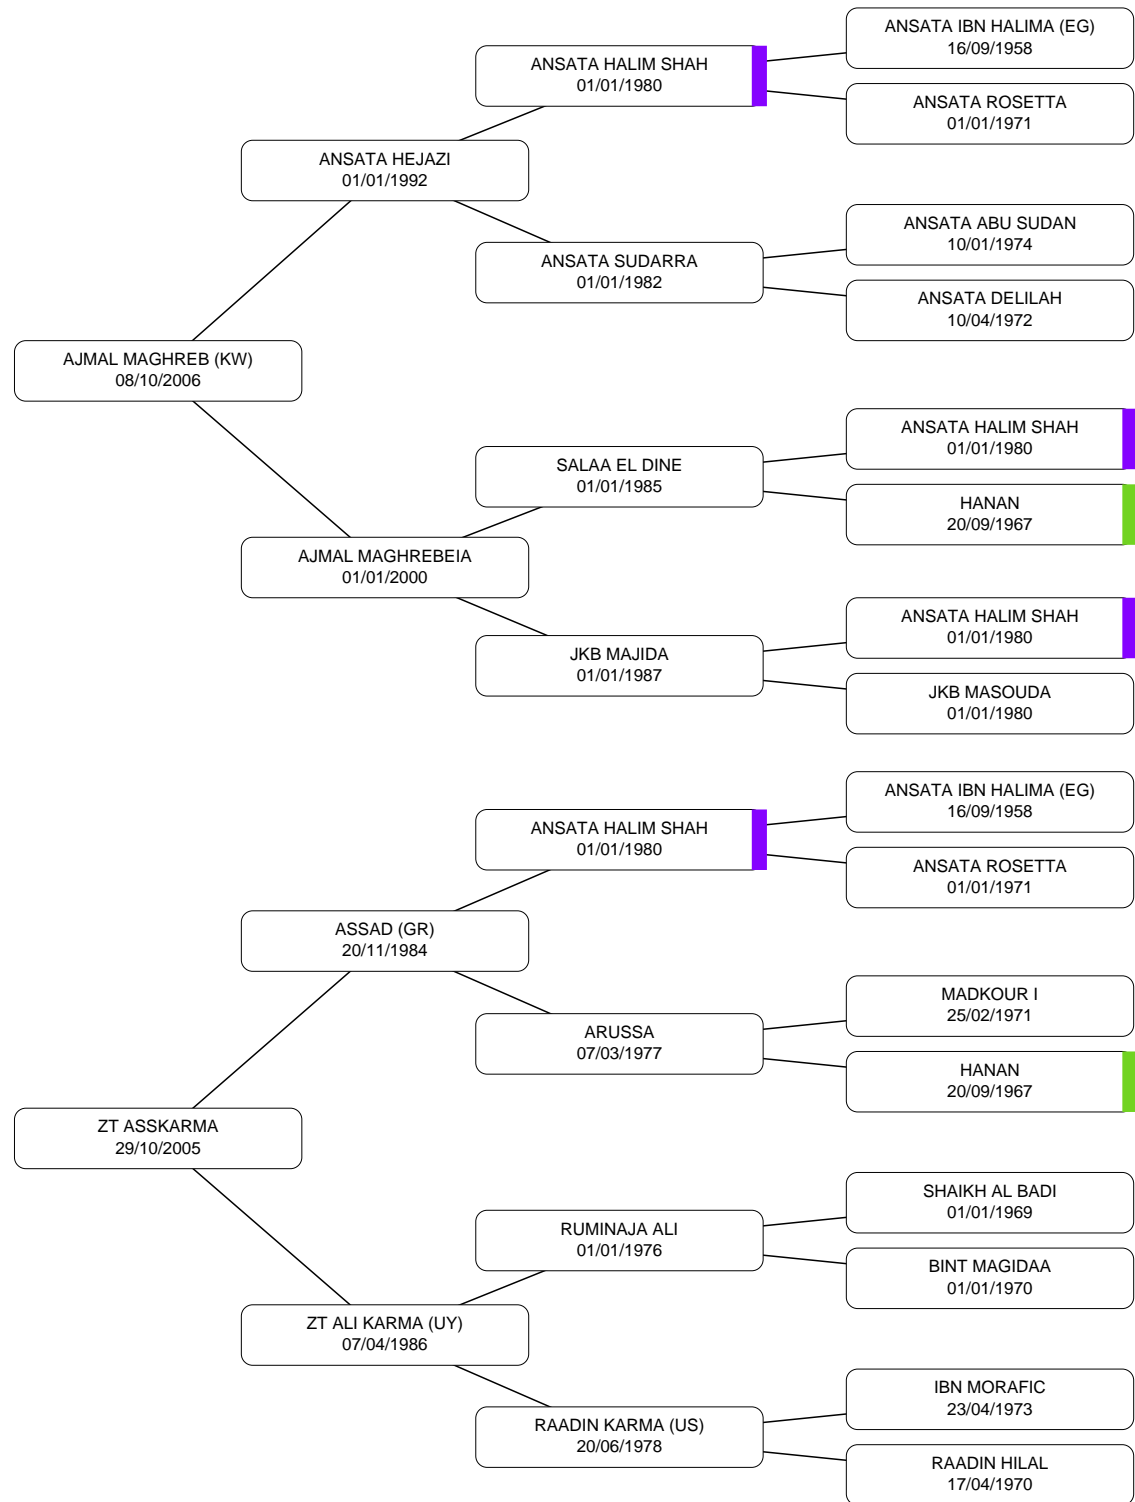 ANSATA IBN HALIMA (EG)
16/09/1958
ANSATA HALIM SHAH
01/01/1980
ANSATA ROSETTA
01/01/1971
ANSATA HEJAZI
01/01/1992
ANSATA ABU SUDAN
10/01/1974
ANSATA SUDARRA
01/01/1982
ANSATA DELILAH
10/04/1972
AJMAL MAGHREB (KW)
08/10/2006
ANSATA HALIM SHAH
01/01/1980
SALAA EL DINE
01/01/1985
HANAN
20/09/1967
AJMAL MAGHREBEIA
01/01/2000
ANSATA HALIM SHAH
01/01/1980
JKB MAJIDA
01/01/1987
JKB MASOUDA
01/01/1980
ANSATA IBN HALIMA (EG)
16/09/1958
ANSATA HALIM SHAH
01/01/1980
ANSATA ROSETTA
01/01/1971
ASSAD (GR)
20/11/1984
MADKOUR I
25/02/1971
ARUSSA
07/03/1977
HANAN
20/09/1967
ZT ASSKARMA
29/10/2005
SHAIKH AL BADI
01/01/1969
RUMINAJA ALI
01/01/1976
BINT MAGIDAA
01/01/1970
ZT ALI KARMA (UY)
07/04/1986
IBN MORAFIC
23/04/1973
RAADIN KARMA (US)
20/06/1978
RAADIN HILAL
17/04/1970